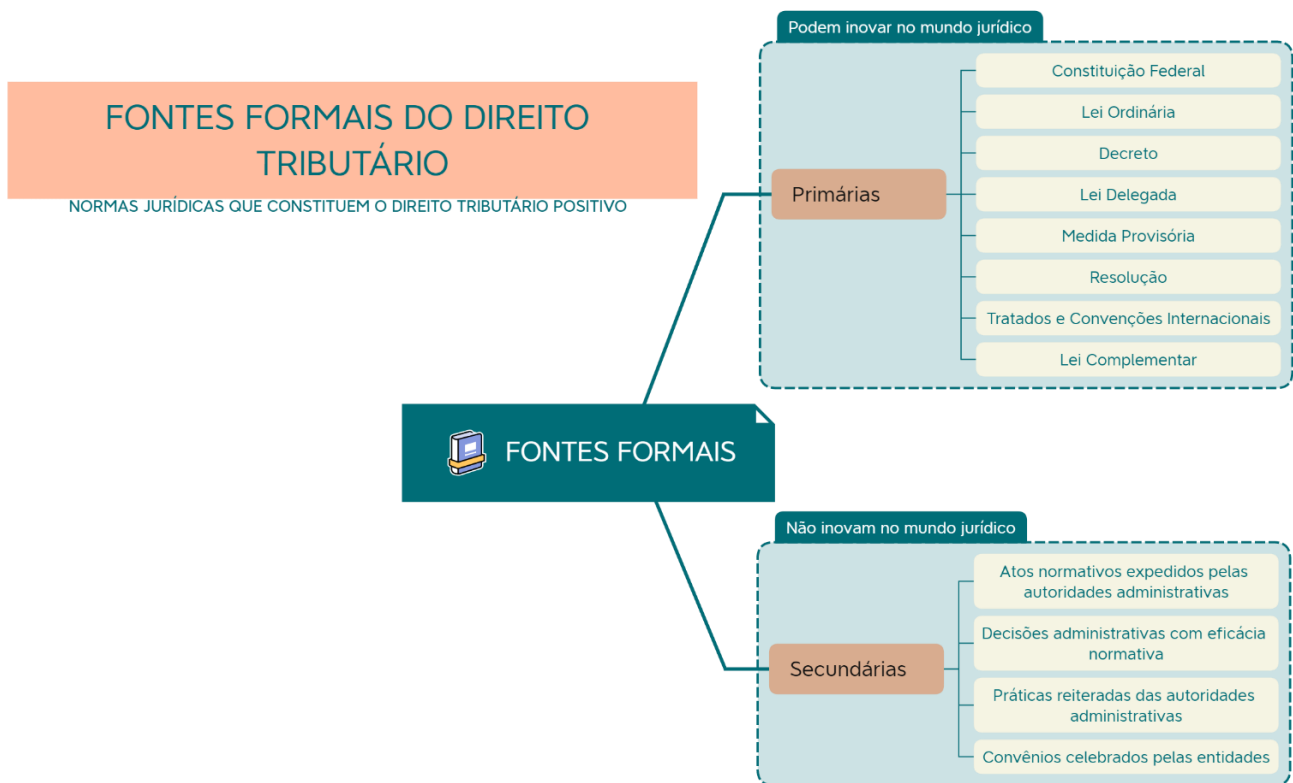 FONTES FORMAIS DO DIREITO
TRIBUTÁRIO
NORMAS JURÍDICAS QUE CONSTITUEM O DIREITO TRIBUTÁRIO POSITIVO
FONTES FORMAIS
Podem inovar no mundo jurídico
Primárias
Constituição Federal
Lei Ordinária
Decreto
Lei Delegada
Medida Provisória
Resolução
Tratados e Convenções Internacionais
Lei Complementar
Não inovam no mundo jurídico
Secundárias
Atos normativos expedidos pelas
autoridades administrativas
Decisões administrativas com eficácia
normativa
Práticas reiteradas das autoridades
administrativas
Convênios celebrados pelas entidades